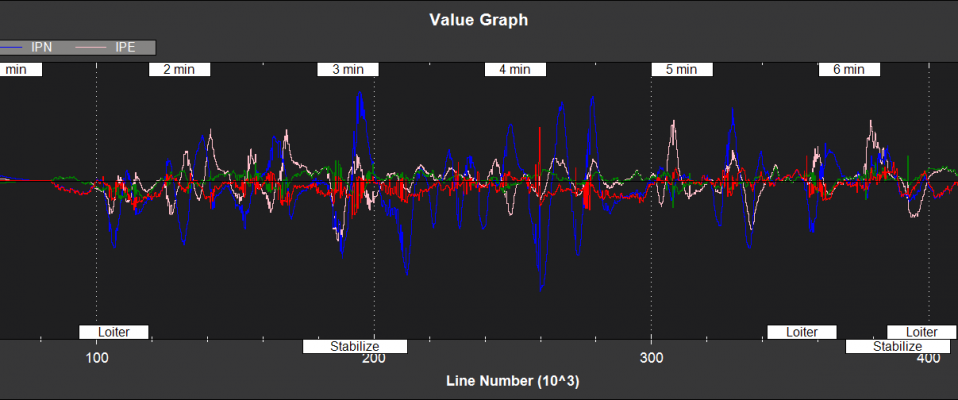 Value Graph
IPN IPE
min 2 min 3 min 4 min 5 min 6 min
Loiter Loiter Loiter
Stabilize Stabilize
100 200 300 400
Line Number (10^3)